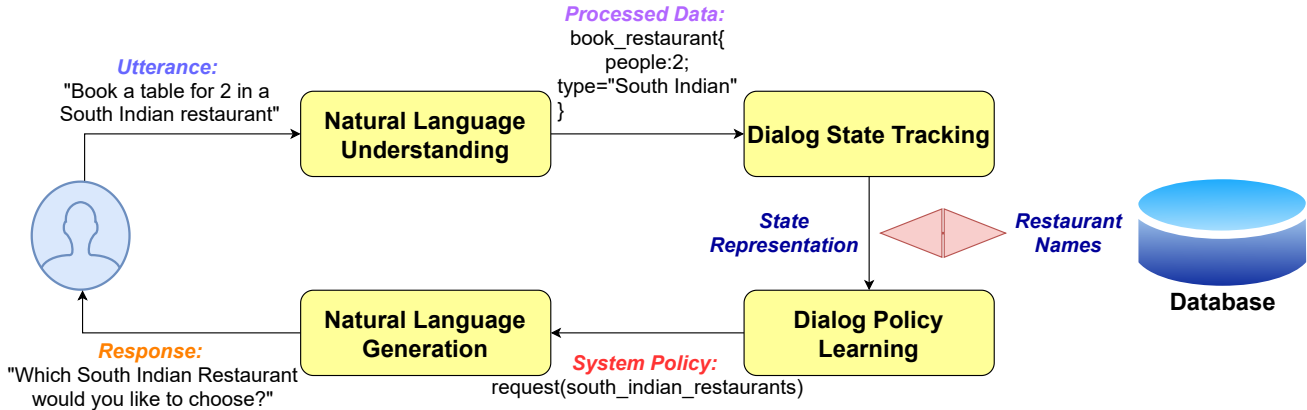 Utterance:
"Book a table for 2 in a
South Indian restaurant"
Natural Language
Understanding
Processed Data:
book_restaurant{
people:2;
type="South Indian"
}
Dialog State Tracking
State
Representation
Restaurant
Names
Database
Dialog Policy
Learning
System Policy:
request(south_indian_restaurants)
Natural Language
Generation
Response:
"Which South Indian Restaurant
would you like to choose?"